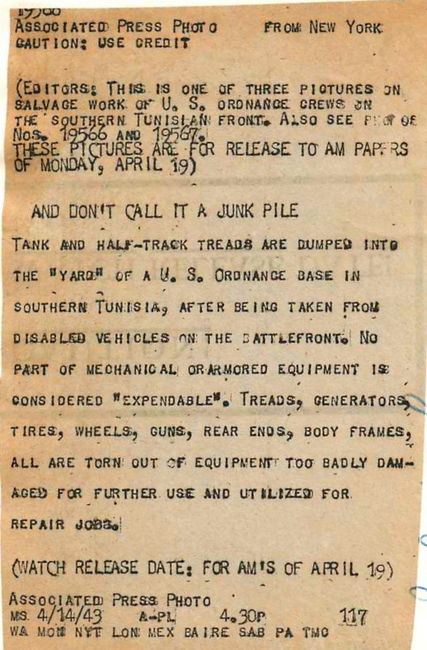 ASSOCIATED PRESS PHOTO FROM NEW YORK
CAUTION: USE CREDIT
(EDITORS: THIS IS ONE OF THREE PICTURES ON
SALVAGE WORK OF U. S. ORDNANCE CREWS ON
THE SOUTHERN TUNISIAN FRONT. ALSO SEE
NOS. 19566 AND 19567.
THESE PICTURES ARE FOR RELEASE TO AM PAPERS
OF MONDAY, APRIL 19)
AND DON'T CALL IT A JUNK PILE
TANK AND HALF-TRACK TREADS ARE DUMPED INTO
THE "YARD" OF A U. S. ORDNANCE BASE IN
SOUTHERN TUNISIA, AFTER BEING TAKEN FROM
DISABLED VEHICLES ON THE BATTLEFRONT. NO
PART OF MECHANICAL OR ARMORED EQUIPMENT IS
CONSIDERED "EXPENDABLE". TREADS, GENERATORS,
TIRES, WHEELS, GUNS, REAR ENDS, BODY FRAMES,
ALL ARE TORN OUT OF EQUIPMENT TOO BADLY DAM-
AGED FOR FURTHER USE AND UTILIZED FOR
REPAIR JOBS.
(WATCH RELEASE DATE: FOR AM'S OF APRIL 19)
ASSOCIATED PRESS PHOTO
MS 4/14/43 A-PL 4.30P 117
WA MON NYT LON MEX BAIRE SAB PA TMC